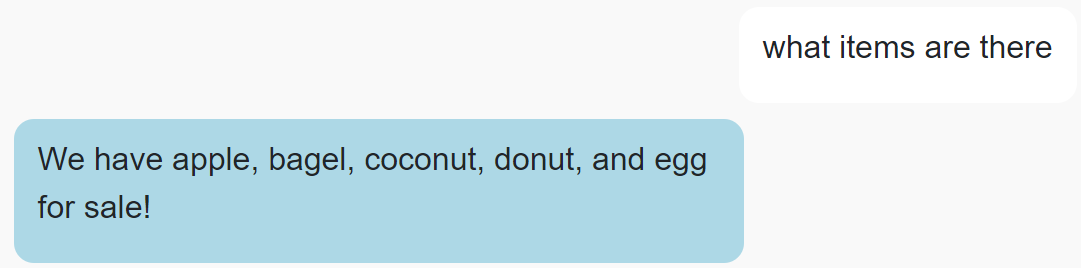 what items are there
We have apple, bagel, coconut, donut, and egg
for sale!